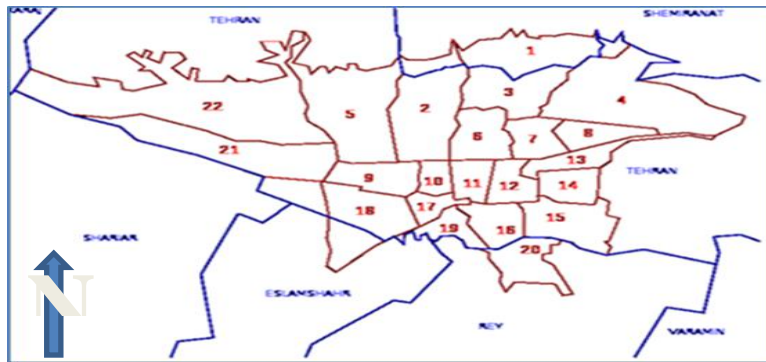 TEHRAN
SHEMIRANAT
1
3
4
22
5
2
6
7
8
21
13
TEHRAN
9
10
11
12
14
18
17
15
19
16
20
SHARIAR
N
ESLAMSHAHR
REY
VARAMIN